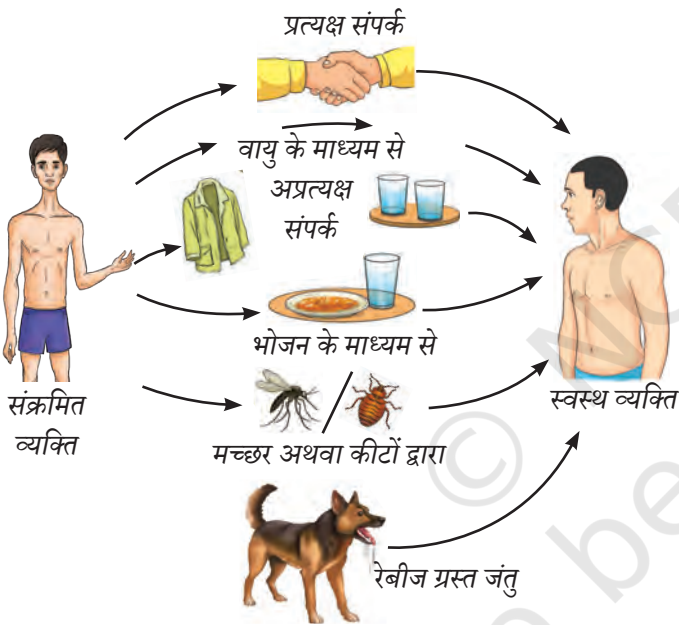 प्रत्यक्ष संपर्क
वायु के माध्यम से
अप्रत्यक्ष
संपर्क
भोजन के माध्यम से
संक्रमित
व्यक्ति
स्वस्थ व्यक्ति
मच्छर अथवा कीटों द्वारा
रेबीज ग्रस्त जंतु